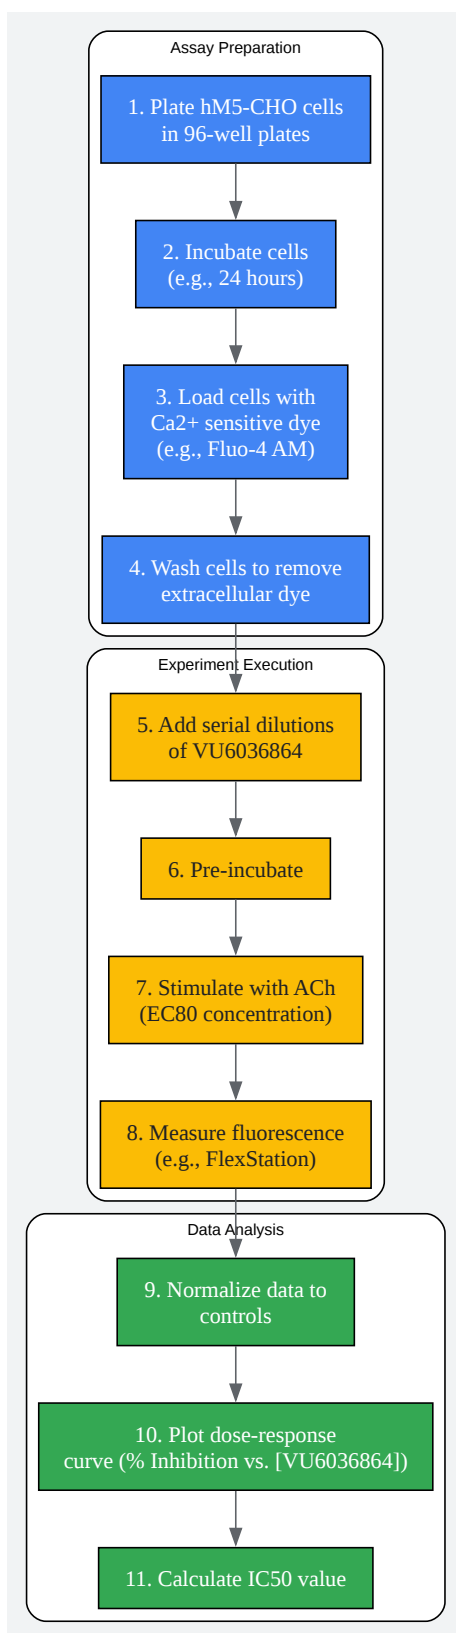 Assay Preparation
1. Plate hM5-CHO cells
in 96-well plates
2. Incubate cells
(e.g., 24 hours)
3. Load cells with
Ca2+ sensitive dye
(e.g., Fluo-4 AM)
4. Wash cells to remove
extracellular dye
Experiment Execution
5. Add serial dilutions
of VU6036864
6. Pre-incubate
7. Stimulate with ACh
(EC80 concentration)
8. Measure fluorescence
(e.g., FlexStation)
Data Analysis
9. Normalize data to
controls
10. Plot dose-response
curve (% Inhibition vs. [VU6036864])
11. Calculate IC50 value